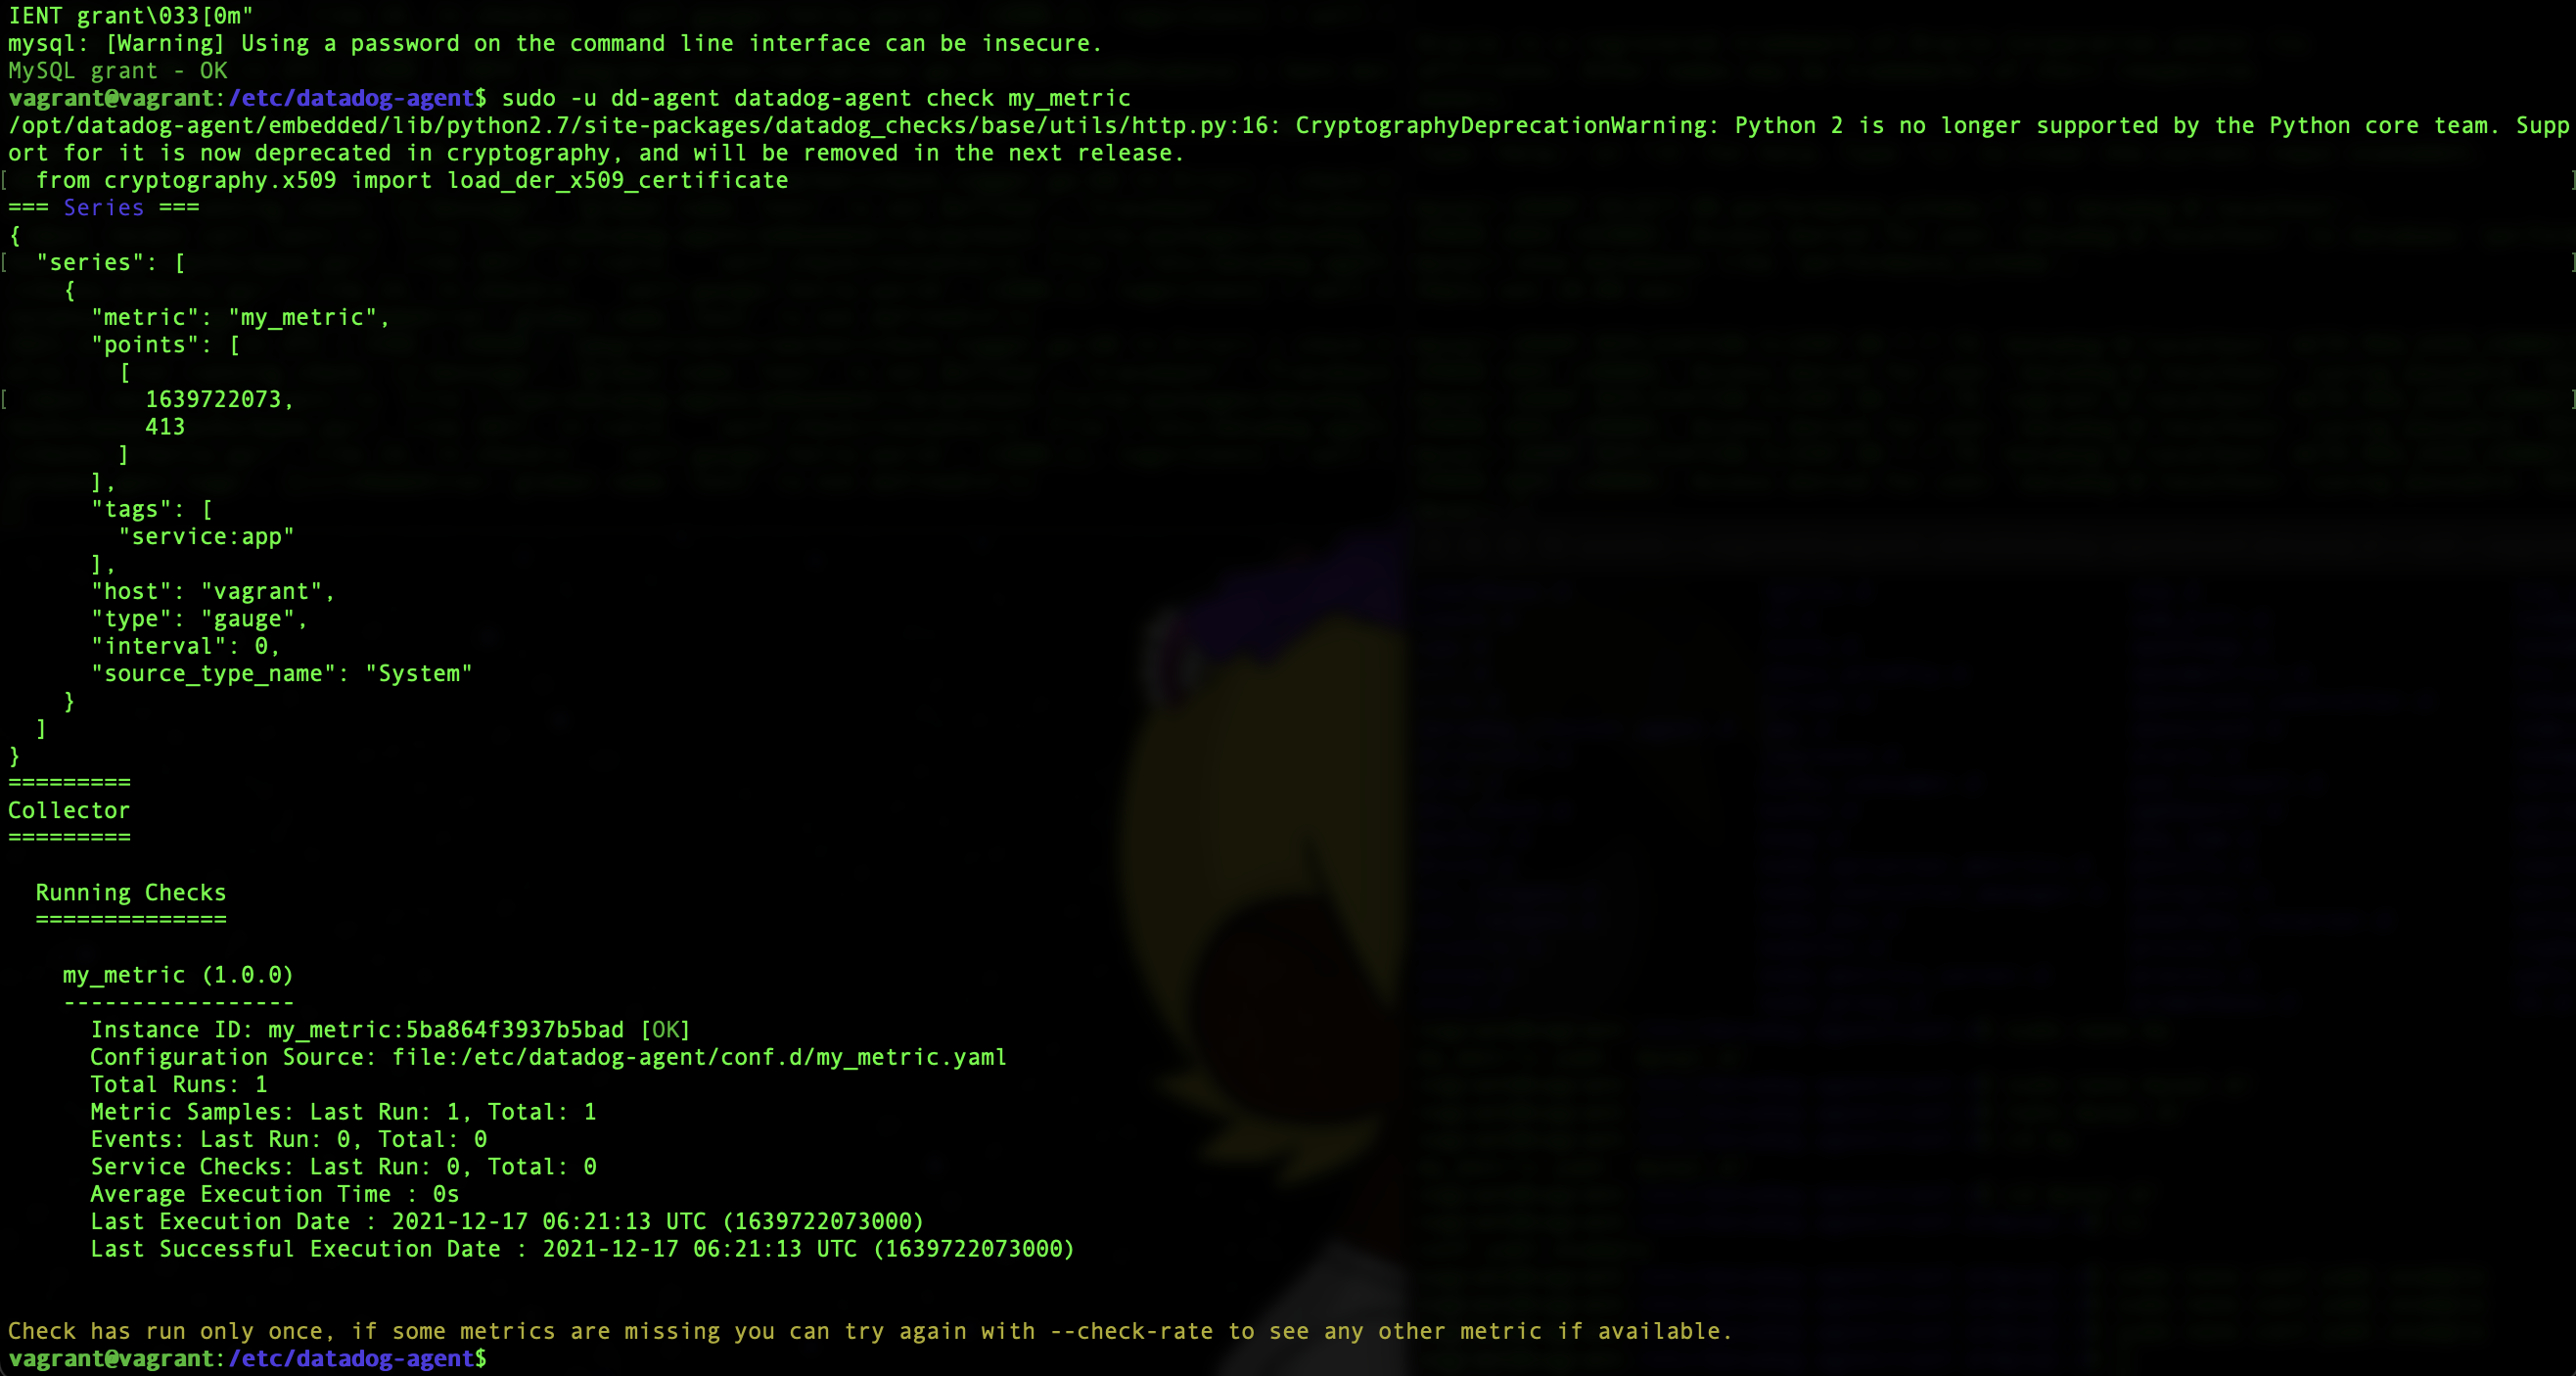 IENT grant\033[0m"
mysql: [Warning] Using a password on the command line interface can be insecure.
MySQL grant - OK
vagrant@vagrant:/etc/datadog-agent$ sudo -u dd-agent datadog-agent check my_metric
/opt/datadog-agent/embedded/lib/python2.7/site-packages/datadog_checks/base/utils/http.py:16: CryptographyDeprecationWarning: Python 2 is no longer supported by the Python core team. Supp
ort for it is now deprecated in cryptography, and will be removed in the next release.
[  from cryptography.x509 import load_der_x509_certificate ]
=== Series ===
{
[  "series": [ ]
    {
      "metric": "my_metric",
      "points": [
        [
[          1639722073, ]
          413
        ]
      ],
      "tags": [
        "service:app"
      ],
      "host": "vagrant",
      "type": "gauge",
      "interval": 0,
      "source_type_name": "System"
    }
  ]
}
=========
Collector
=========
  Running Checks
  ==============
    my_metric (1.0.0)
    -----------------
      Instance ID: my_metric:5ba864f3937b5bad [OK]
      Configuration Source: file:/etc/datadog-agent/conf.d/my_metric.yaml
      Total Runs: 1
      Metric Samples: Last Run: 1, Total: 1
      Events: Last Run: 0, Total: 0
      Service Checks: Last Run: 0, Total: 0
      Average Execution Time : 0s
      Last Execution Date : 2021-12-17 06:21:13 UTC (1639722073000)
      Last Successful Execution Date : 2021-12-17 06:21:13 UTC (1639722073000)
Check has run only once, if some metrics are missing you can try again with --check-rate to see any other metric if available.
vagrant@vagrant:/etc/datadog-agent$